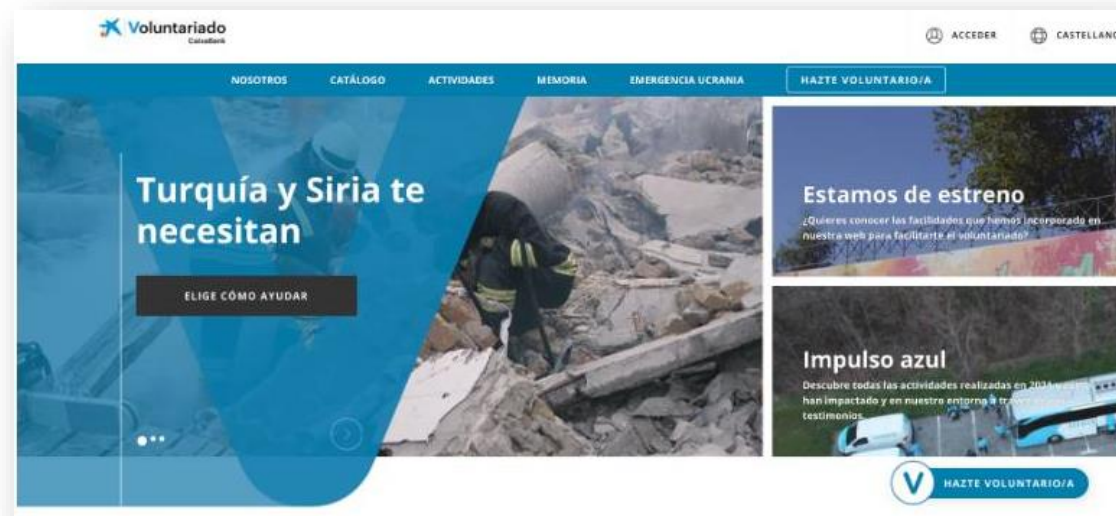 Voluntariado
CaixaBank
ACCEDER
CASTELLANO
NOSOTROS
CATÁLOGO
ACTIVIDADES
MEMORIA
EMERGENCIA UCRANIA
HAZTE VOLUNTARIO/A
Turquía y Siria te
necesitan
ELIGE CÓMO AYUDAR
Estamos de estreno
¿Quieres conocer las facilidades que hemos incorporado en
nuestra web para facilitarte el voluntariado?
Impulso azul
Descubre todas las actividades realizadas en
han impactado y en nuestro entorno a
testimonios.
V HAZTE VOLUNTARIO/A